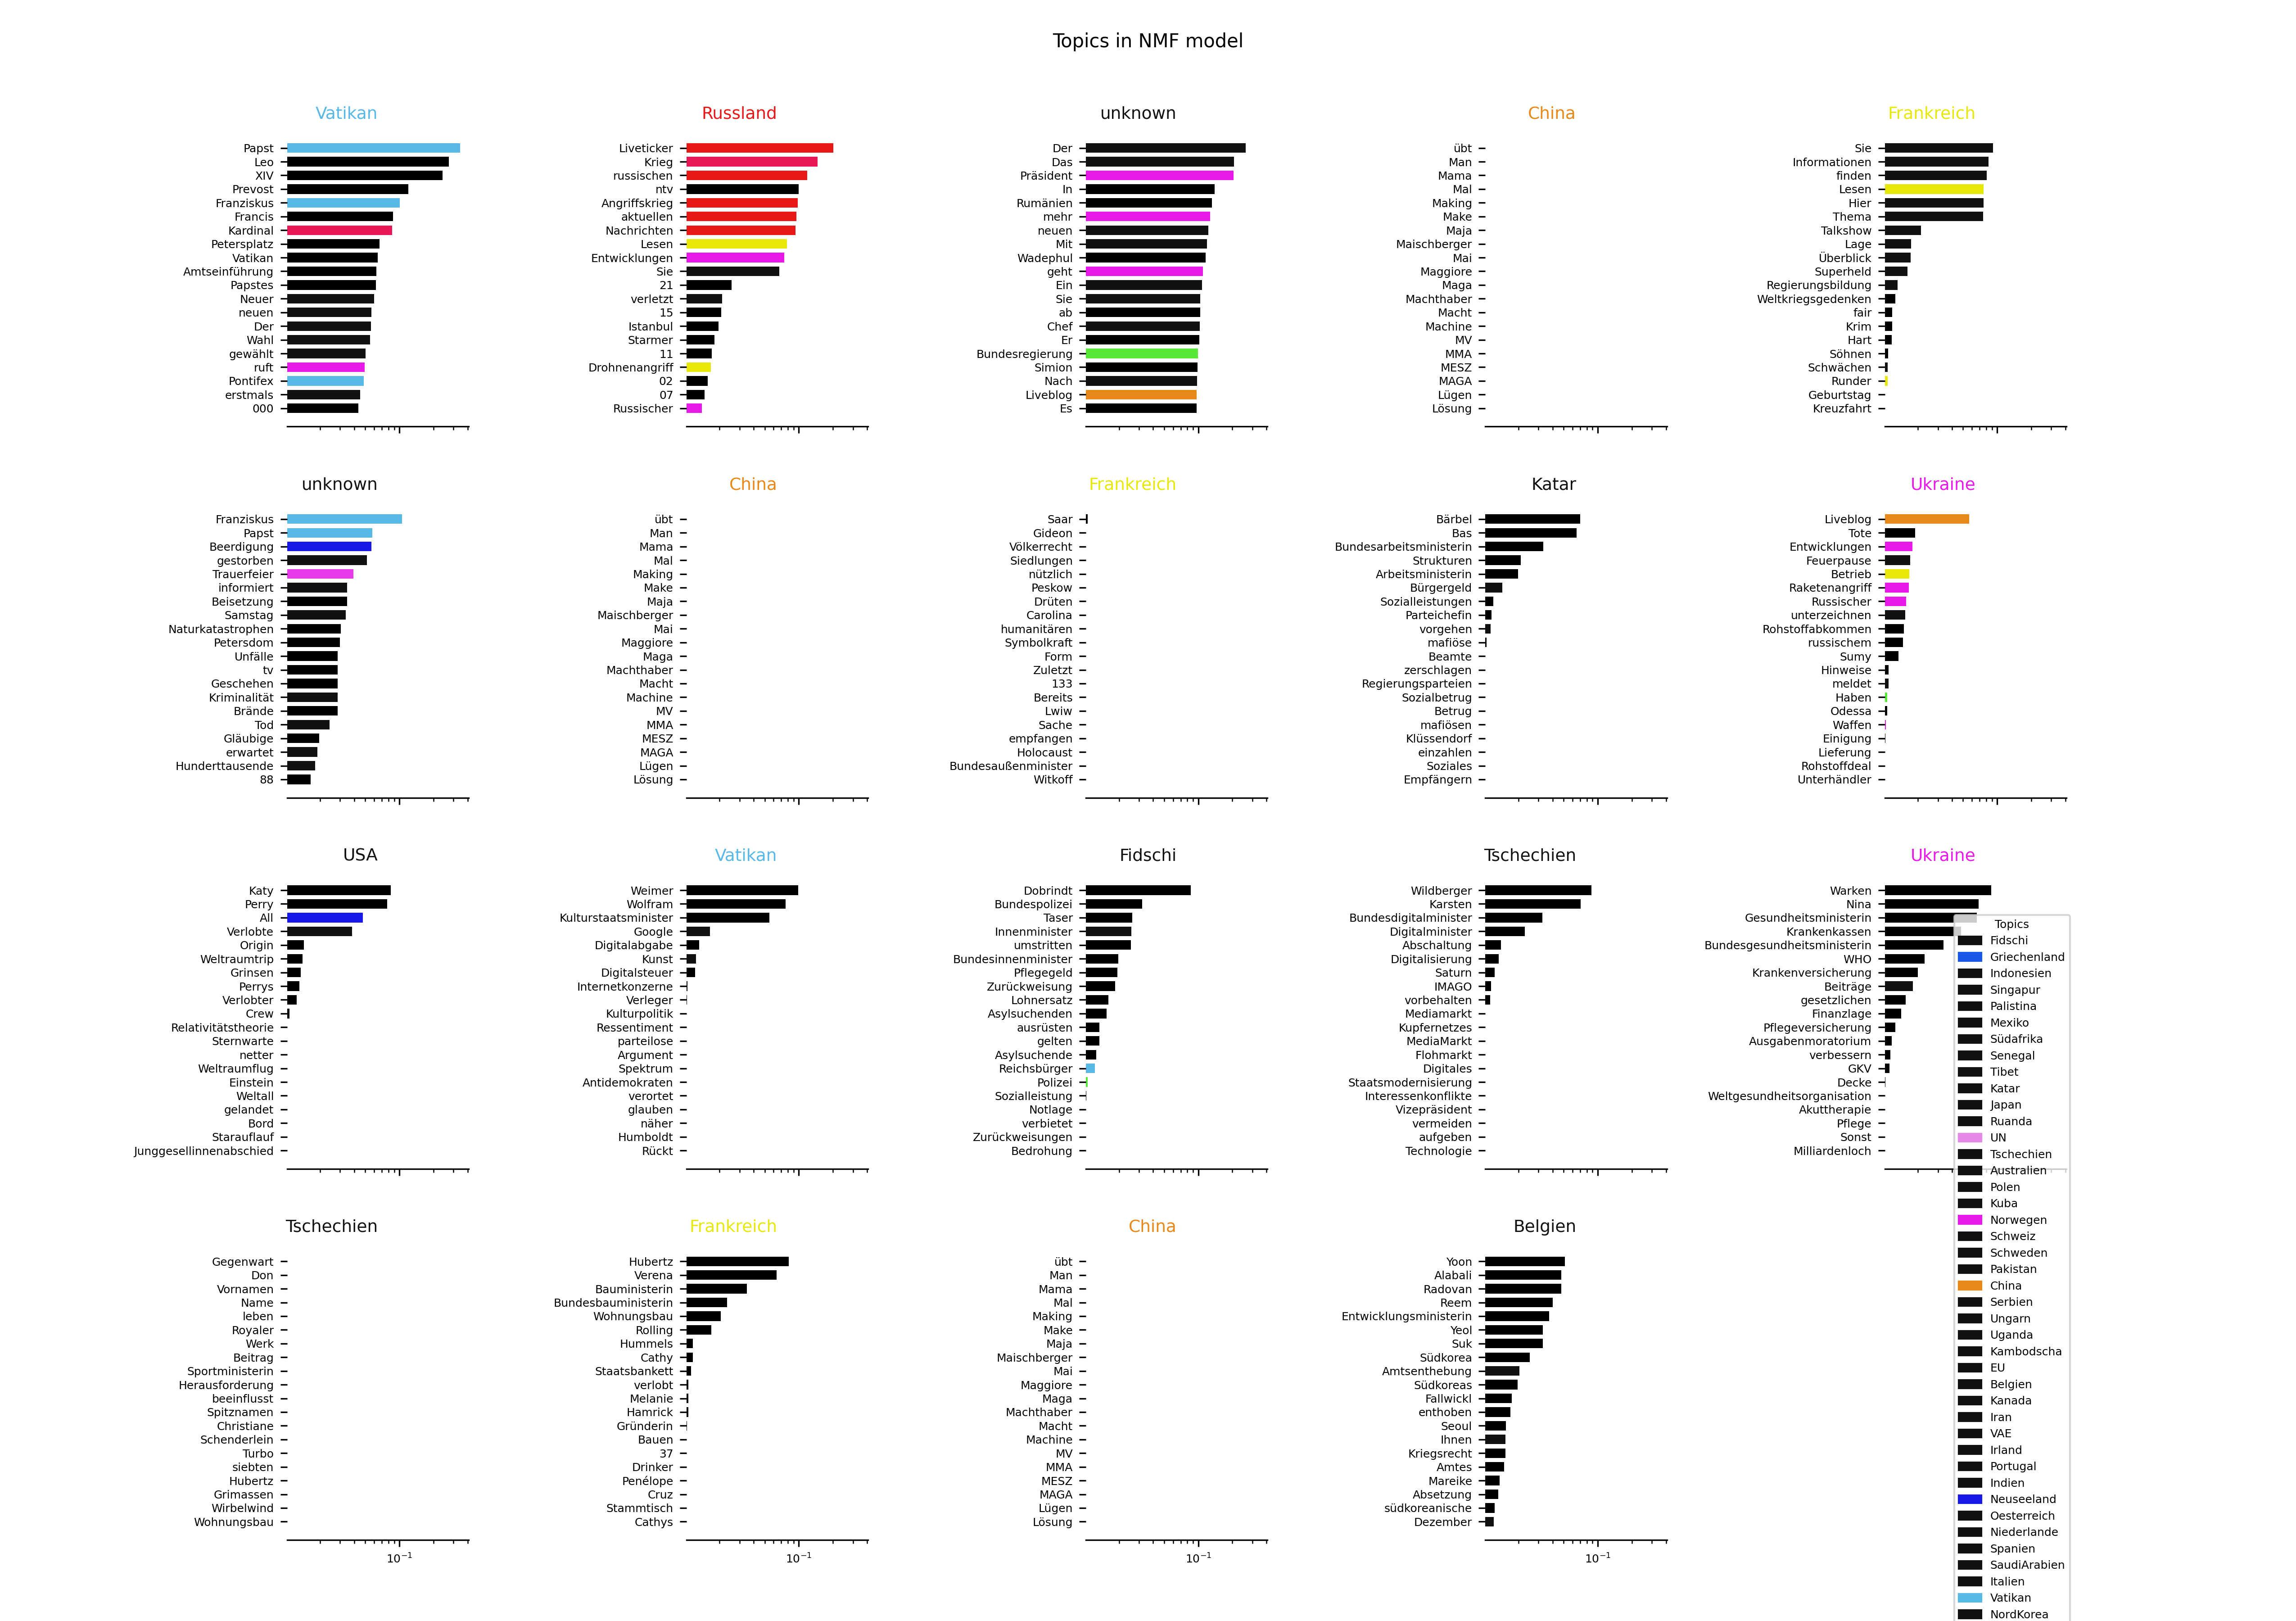 Topics in NMF model
Vatikan
Papst
Leo
XIV
Prevost
Franziskus
Francis
Kardinal
Petersplatz
Vatikan
Amtseinführung
Papstes
Neuer
neuen
Der
Wahl
gewählt
ruft
Pontifex
erstmals
000
Russland
Liveticker
Krieg
russischen
ntv
Angriffskrieg
aktuellen
Nachrichten
Lesen
Entwicklungen
Sie
21
verletzt
15
Istanbul
Starmer
11
Drohnenangriff
02
07
Russischer
unknown
Der
Das
Präsident
In
Rumänien
mehr
neuen
Mit
Wadephul
geht
Ein
Sie
ab
Chef
Er
Bundesregierung
Simion
Nach
Liveblog
Es
China
übt
Man
Mama
Mal
Making
Make
Maja
Maischberger
Mai
Maggiore
Maga
Machthaber
Macht
Machine
MV
MMA
MESZ
MAGA
Lügen
Lösung
Frankreich
Sie
Informationen
finden
Lesen
Hier
Thema
Talkshow
Lage
Überblick
Superheld
Regierungsbildung
Weltkriegsgedenken
fair
Krim
Hart
Söhnen
Schwächen
Runder
Geburtstag
Kreuzfahrt
unknown
Franziskus
Papst
Beerdigung
gestorben
Trauerfeier
informiert
Beisetzung
Samstag
Naturkatastrophen
Petersdom
Unfälle
tv
Geschehen
Kriminalität
Brände
Tod
Gläubige
erwartet
Hunderttausende
88
China
übt
Man
Mama
Mal
Making
Make
Maja
Maischberger
Mai
Maggiore
Maga
Machthaber
Macht
Machine
MV
MMA
MESZ
MAGA
Lügen
Lösung
Frankreich
Saar
Gideon
Völkerrecht
Siedlungen
nützlich
Peskow
Drüten
Carolina
humanitären
Symbolkraft
Form
Zuletzt
133
Bereits
Lwiw
Sache
empfangen
Holocaust
Bundesaußenminister
Witkoff
Katar
Bärbel
Bas
Bundesarbeitsministerin
Strukturen
Arbeitsministerin
Bürgergeld
Sozialleistungen
Parteichefin
vorgehen
mafiöse
Beamte
zerschlagen
Regierungsparteien
Sozialbetrug
Betrug
mafiösen
Klüssendorf
einzahlen
Soziales
Empfängern
Ukraine
Liveblog
Tote
Entwicklungen
Feuerpause
Betrieb
Raketenangriff
Russischer
unterzeichnen
Rohstoffabkommen
russischem
Sumy
Hinweise
meldet
Haben
Odessa
Waffen
Einigung
Lieferung
Rohstoffdeal
Unterhändler
USA
Katy
Perry
All
Verlobte
Origin
Weltraumtrip
Grinsen
Perrys
Verlobter
Crew
Relativitätstheorie
Sternwarte
netter
Weltraumflug
Einstein
Weltall
gelandet
Bord
Starauflauf
Junggesellinnenabschied
Vatikan
Weimer
Wolfram
Kulturstaatsminister
Google
Digitalabgabe
Kunst
Digitalsteuer
Internetkonzerne
Verleger
Kulturpolitik
Ressentiment
parteilose
Argument
Spektrum
Antidemokraten
verortet
glauben
näher
Humboldt
Rückt
Fidschi
Dobrindt
Bundespolizei
Taser
Innenminister
umstritten
Bundesinnenminister
Pflegegeld
Zurückweisung
Lohnersatz
Asylsuchenden
ausrüsten
gelten
Asylsuchende
Reichsbürger
Polizei
Sozialleistung
Notlage
verbietet
Zurückweisungen
Bedrohung
Tschechien
Wildberger
Karsten
Bundesdigitalminister
Digitalminister
Abschaltung
Digitalisierung
Saturn
IMAGO
vorbehalten
Mediamarkt
Kupfernetzes
MediaMarkt
Flohmarkt
Digitales
Staatsmodernisierung
Interessenkonflikte
Vizepräsident
vermeiden
aufgeben
Technologie
Ukraine
Warken
Nina
Gesundheitsministerin
Krankenkassen
Bundesgesundheitsministerin
WHO
Krankenversicherung
Beiträge
gesetzlichen
Finanzlage
Pflegeversicherung
Ausgabenmoratorium
verbessern
GKV
Decke
Weltgesundheitsorganisation
Akuttherapie
Pflege
Sonst
Milliardenloch
Tschechien
Gegenwart
Don
Vornamen
Name
leben
Royaler
Werk
Beitrag
Sportministerin
Herausforderung
beeinflusst
Spitznamen
Christiane
Schenderlein
Turbo
siebten
Hubertz
Grimassen
Wirbelwind
Wohnungsbau
10⁻¹
Frankreich
Hubertz
Verena
Bauministerin
Bundesbauministerin
Wohnungsbau
Rolling
Hummels
Cathy
Staatsbankett
verlobt
Melanie
Hamrick
Gründerin
Bauen
37
Drinker
Penélope
Cruz
Stammtisch
Cathys
10⁻¹
China
übt
Man
Mama
Mal
Making
Make
Maja
Maischberger
Mai
Maggiore
Maga
Machthaber
Macht
Machine
MV
MMA
MESZ
MAGA
Lügen
Lösung
10⁻¹
Belgien
Yoon
Alabali
Radovan
Reem
Entwicklungsministerin
Yeol
Suk
Südkorea
Amtsenthebung
Südkoreas
Fallwickl
enthoben
Seoul
Ihnen
Kriegsrecht
Amtes
Mareike
Absetzung
südkoreanische
Dezember
10⁻¹
Topics
Fidschi
Griechenland
Indonesien
Singapur
Palistina
Mexiko
Südafrika
Senegal
Tibet
Katar
Japan
Ruanda
UN
Tschechien
Australien
Polen
Kuba
Norwegen
Schweiz
Schweden
Pakistan
China
Serbien
Ungarn
Uganda
Kambodscha
EU
Belgien
Kanada
Iran
VAE
Irland
Portugal
Indien
Neuseeland
Oesterreich
Niederlande
Spanien
SaudiArabien
Italien
Vatikan
NordKorea